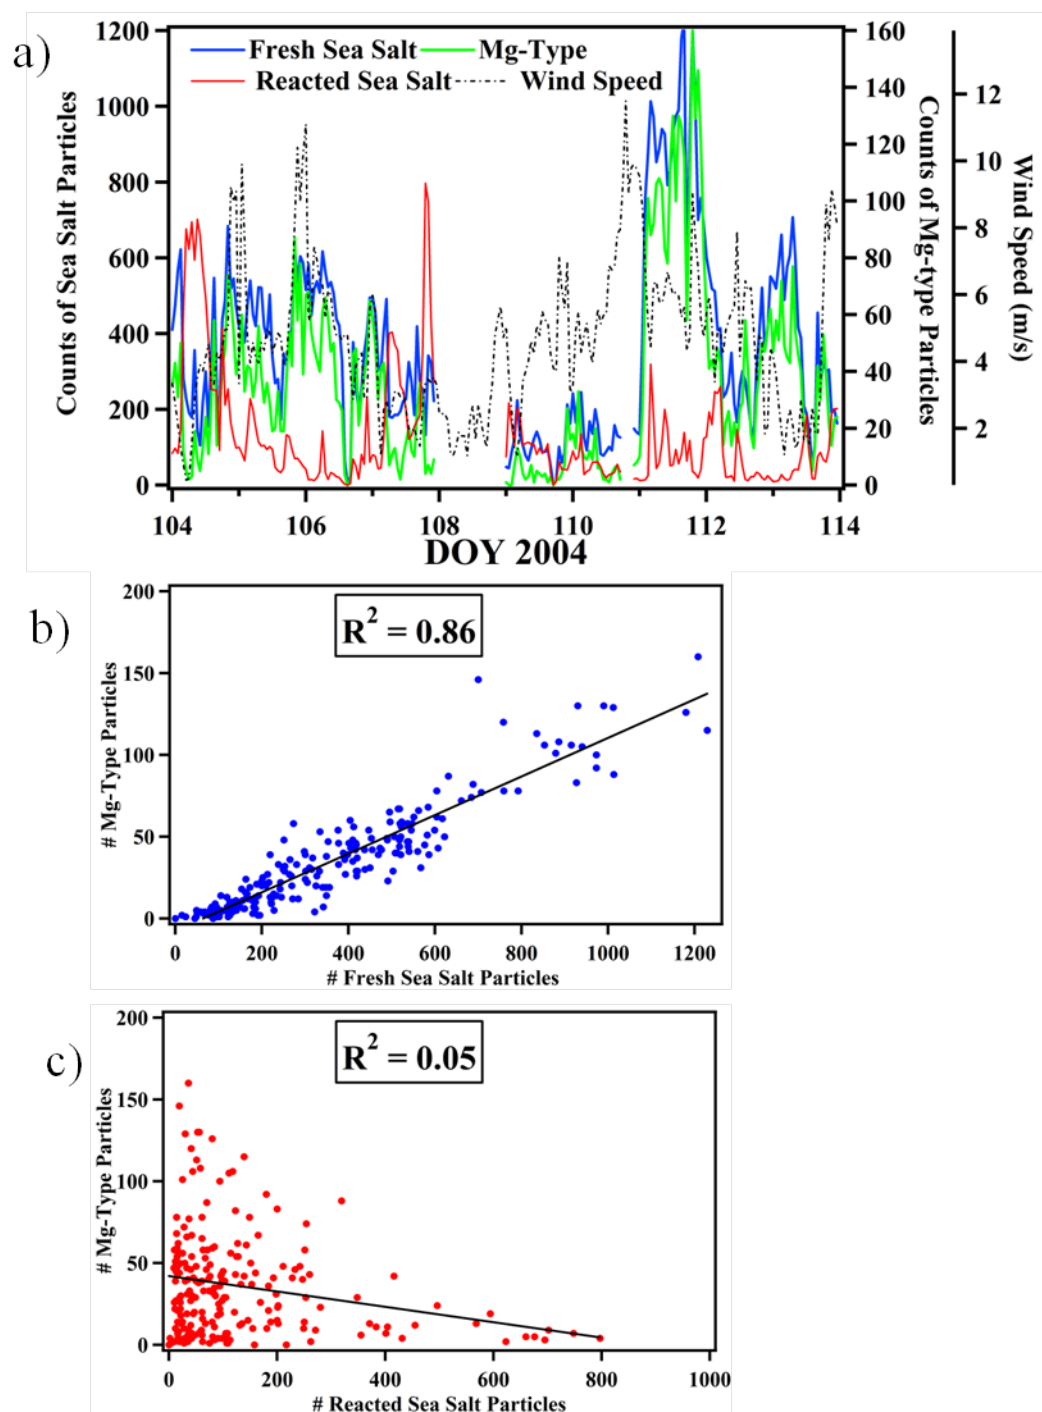 a)
1200
1000
800
600
400
200
0
Counts of Sea Salt Particles
Fresh Sea Salt Mg-Type
Reacted Sea Salt Wind Speed
160
140
120
100
80
60
40
20
0
Counts of Mg-type Particles
12
10
8
6
4
2
Wind Speed (m/s)
104 106 108 110 112 114
DOY 2004
b)
R² = 0.86
200
150
100
50
0
# Mg-Type Particles
0 200 400 600 800 1000 1200
# Fresh Sea Salt Particles
c)
R² = 0.05
200
150
100
50
0
# Mg-Type Particles
0 200 400 600 800 1000
# Reacted Sea Salt Particles